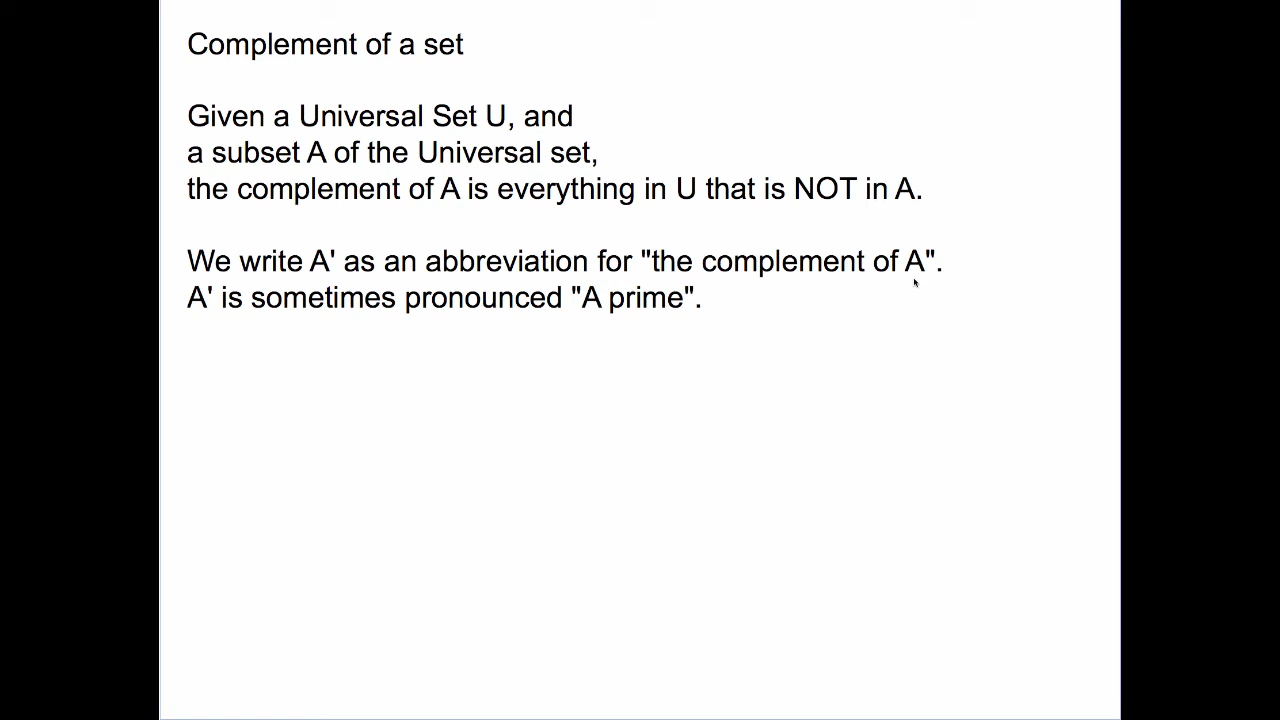 Complement of a set
Given a Universal Set U, and
a subset A of the Universal set,
the complement of A is everything in U that is NOT in A.
We write A' as an abbreviation for "the complement of A".
A' is sometimes pronounced "A prime".